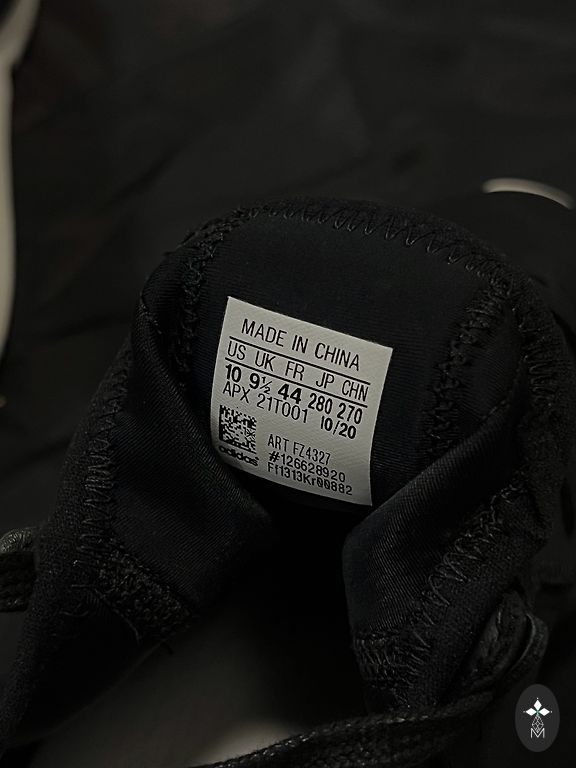 MADE IN CHINA
US UK FR JP CHN
10 9½ 44 280 270
APX 21T001 10/20
ART FZ4327
#126628920
Ff1313Kr00882
adidas
M